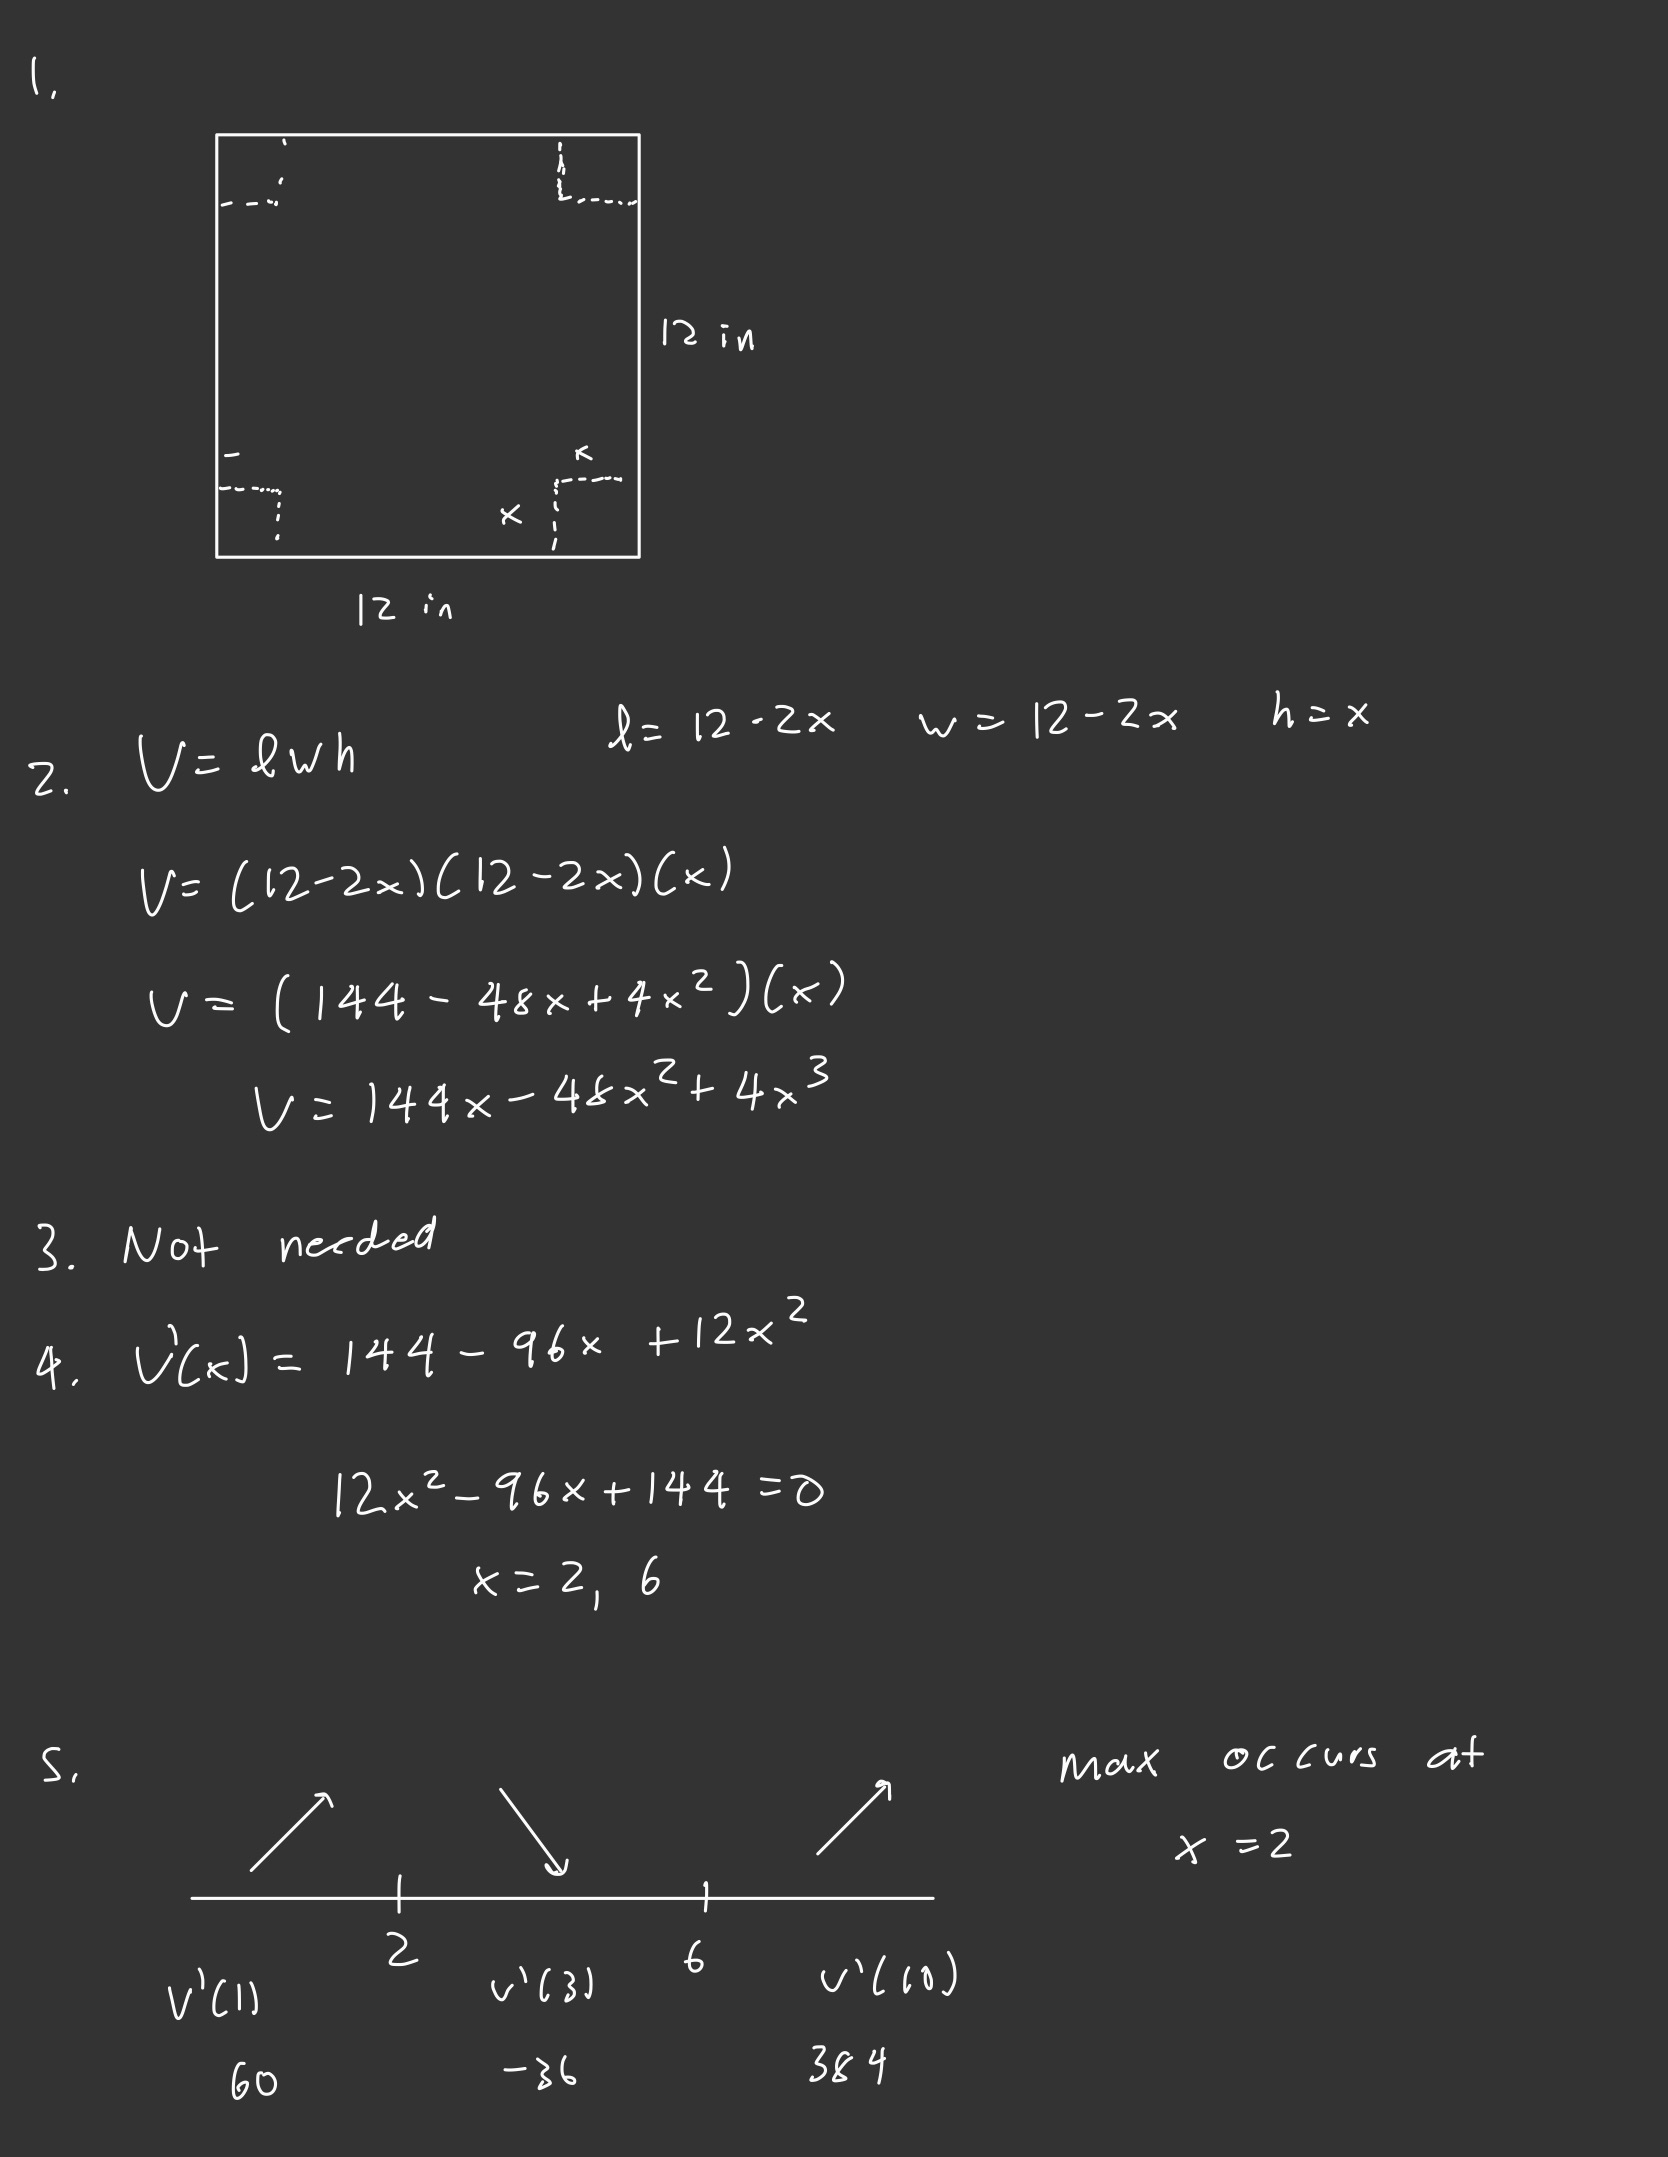 1.
12 in
x
x
12 in
2. V = lwh l = 12 - 2x w = 12 - 2x h = x
V = (12 - 2x)(12 - 2x)(x)
V = (144 - 48x + 4x²)(x)
V = 144x - 48x² + 4x³
3. Not needed
4. V'(x) = 144 - 96x + 12x²
12x² - 96x + 144 = 0
x = 2, 6
5. max occurs at
x = 2
2 6
V'(1) V'(3) V'(10)
60 -36 384